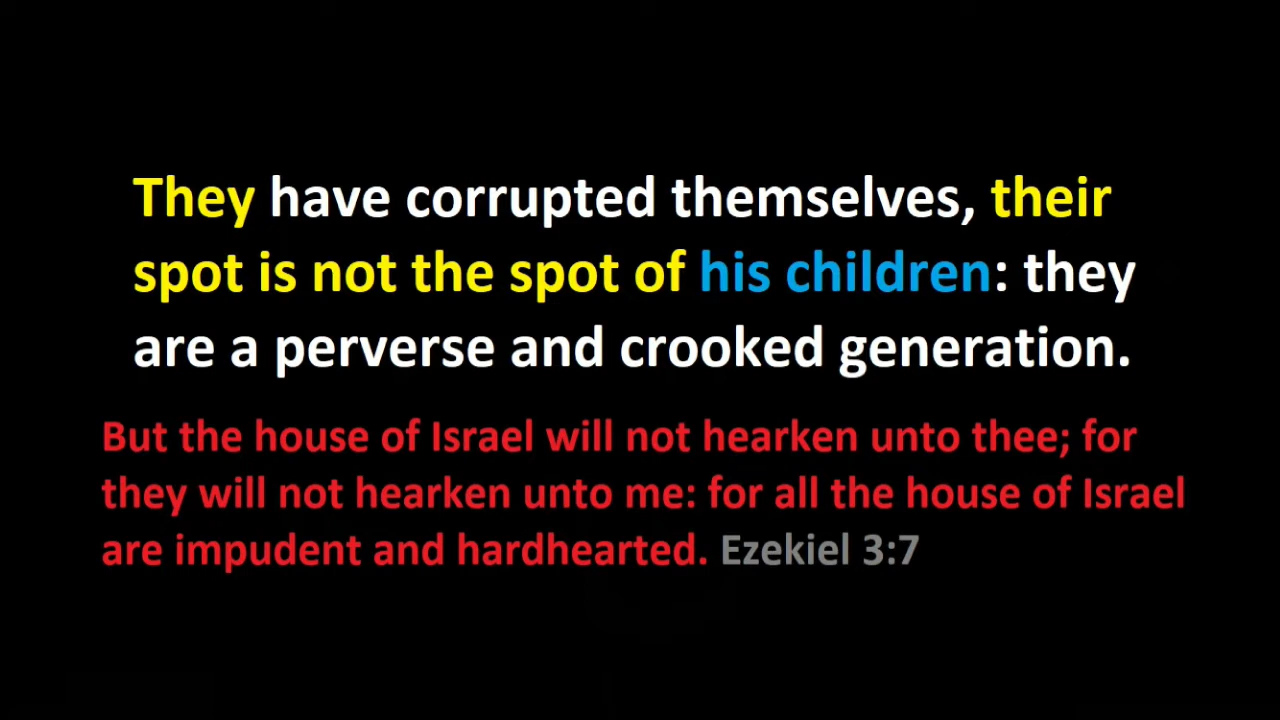 They have corrupted themselves, their
spot is not the spot of his children: they
are a perverse and crooked generation.
But the house of Israel will not hearken unto thee; for
they will not hearken unto me: for all the house of Israel
are impudent and hardhearted. Ezekiel 3:7